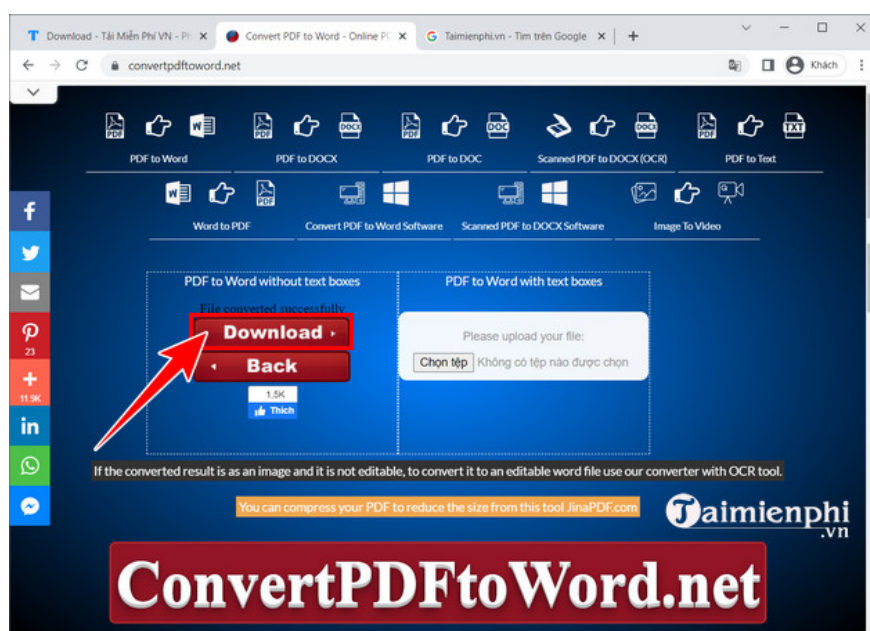 Download - Tải Miễn Phí VN - Ph
Convert PDF to Word - Online PD
Taimienphi.vn - Tìm trên Google
convertpdftoword.net
Khách
PDF
W
PDF
DOCX
PDF
DOC
DOCX
PDF
TXT
PDF to Word
PDF to DOCX
PDF to DOC
Scanned PDF to DOCX (OCR)
PDF to Text
W
PDF
Word to PDF
Convert PDF to Word Software
Scanned PDF to DOCX Software
Image To Video
PDF to Word without text boxes
PDF to Word with text boxes
File converted successfully
Download
Back
1.5K
Thích
Please upload your file:
Chọn tệp
Không có tệp nào được chọn
23
11.9K
If the converted result is as an image and it is not editable, to convert it to an editable word file use our converter with OCR tool.
You can compress your PDF to reduce the size from this tool JinaPDF.com
Taimienphi
.vn
ConvertPDFtoWord.net